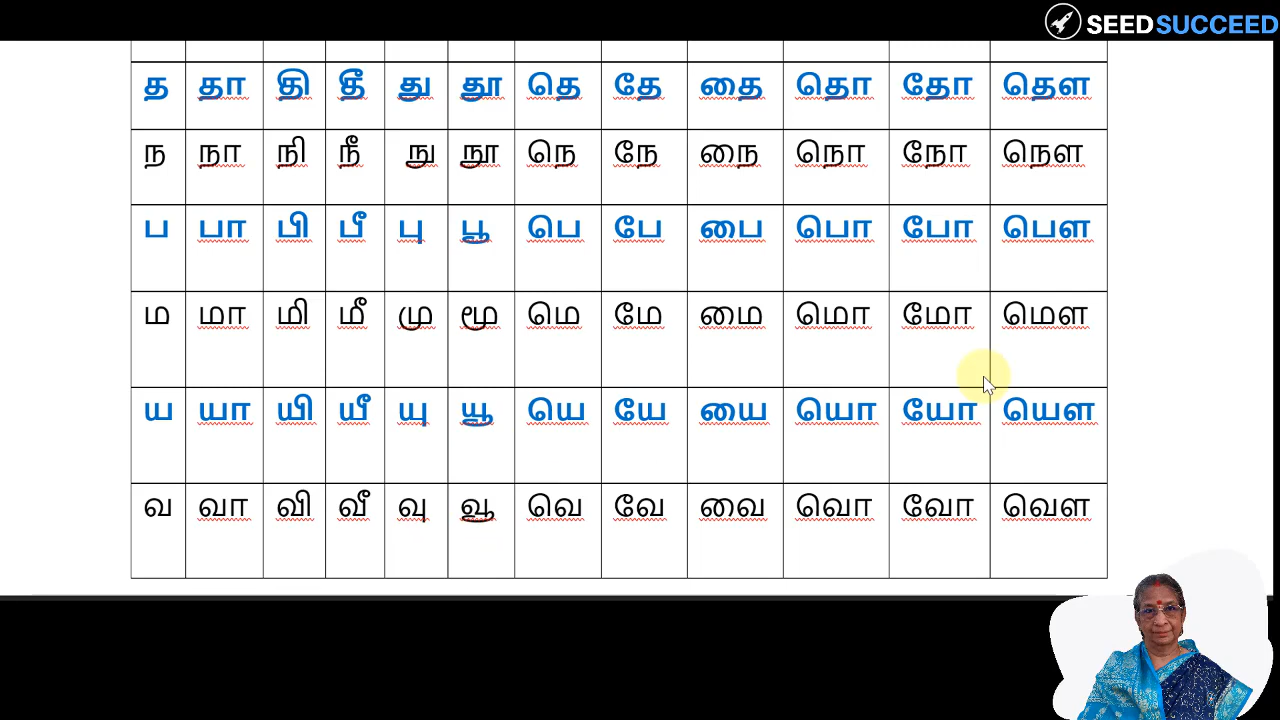 SEEDSUCCEED
த தா தி தீ து தூ தெ தே தை தொ தோ தௌ
ந நா நி நீ நு நூ நெ நே நை நொ நோ நௌ
ப பா பி பீ பு பூ பெ பே பை பொ போ பௌ
ம மா மி மீ மு மூ மெ மே மை மொ மோ மௌ
ய யா யி யீ யு யூ யெ யே யை யொ யோ யௌ
வ வா வி வீ வு வூ வெ வே வை வொ வோ வௌ